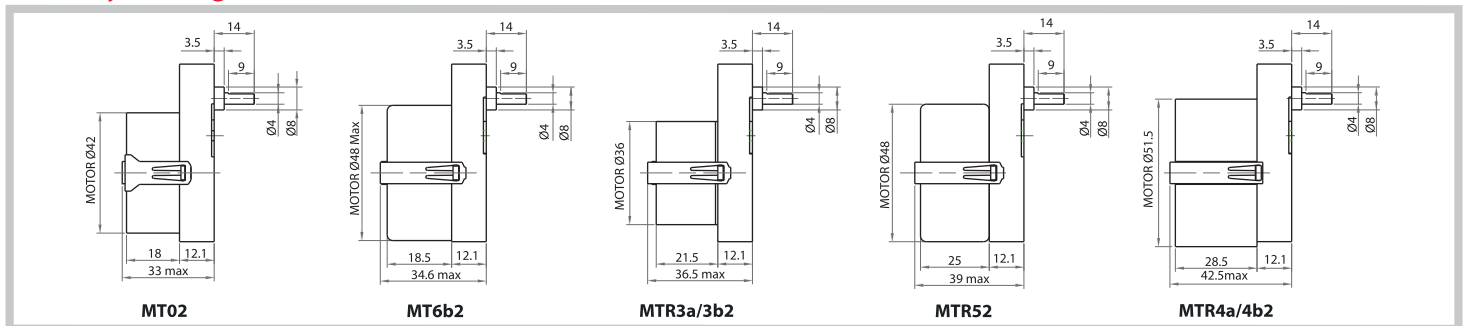 14
3.5
9
Ø4
Ø8
MOTOR Ø42
18
12.1
33 max
MT02
14
3.5
9
Ø4
Ø8
MOTOR Ø48 Max
18.5
12.1
34.6 max
MT6b2
14
3.5
9
Ø4
Ø8
MOTOR Ø36
21.5
12.1
36.5 max
MTR3a/3b2
14
3.5
9
Ø4
Ø8
MOTOR Ø48
25
12.1
39 max
MTR52
14
3.5
9
Ø4
Ø8
MOTOR Ø51.5
28.5
12.1
42.5max
MTR4a/4b2